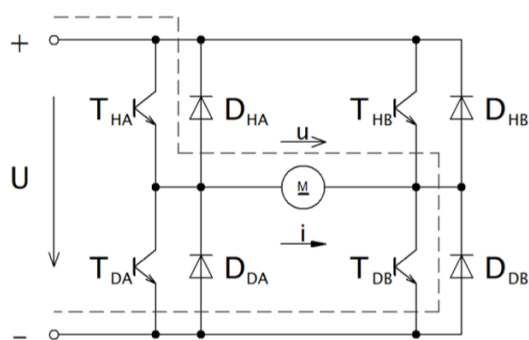 +
T_HA D_HA T_HB D_HB
u
U
M
i
T_DA D_DA T_DB D_DB
−